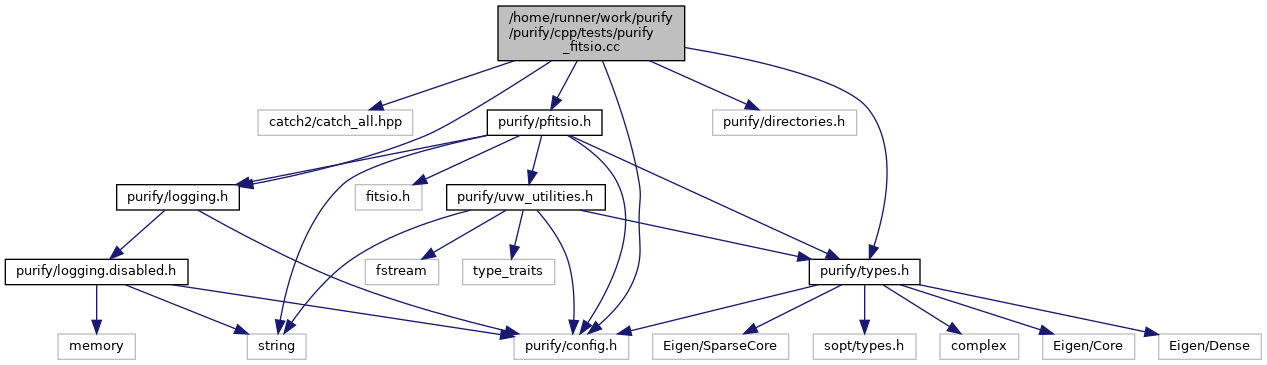 /home/runner/work/purify
/purify/cpp/tests/purify
_fitsio.cc
catch2/catch_all.hpp
purify/pfitsio.h
purify/directories.h
purify/logging.h
fitsio.h
purify/uvw_utilities.h
purify/logging.disabled.h
fstream
type_traits
purify/types.h
memory
string
purify/config.h
Eigen/SparseCore
sopt/types.h
complex
Eigen/Core
Eigen/Dense